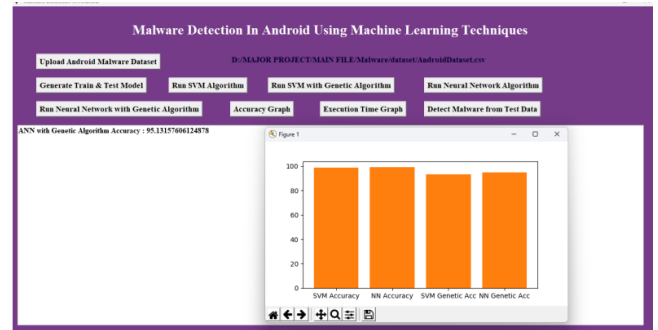 Malware Detection In Android Using Machine Learning Techniques
Upload Android Malware Dataset
D:/MAJOR PROJECT/MAIN FILE/Malware/dataset/AndroidDataset.csv
Generate Train & Test Model
Run SVM Algorithm
Run SVM with Genetic Algorithm
Run Neural Network Algorithm
Run Neural Network with Genetic Algorithm
Accuracy Graph
Execution Time Graph
Detect Malware from Test Data
ANN with Genetic Algorithm Accuracy : 95.13157606124878
Figure 1
100
80
60
40
20
0
SVM Accuracy
NN Accuracy
SVM Genetic Acc
NN Genetic Acc